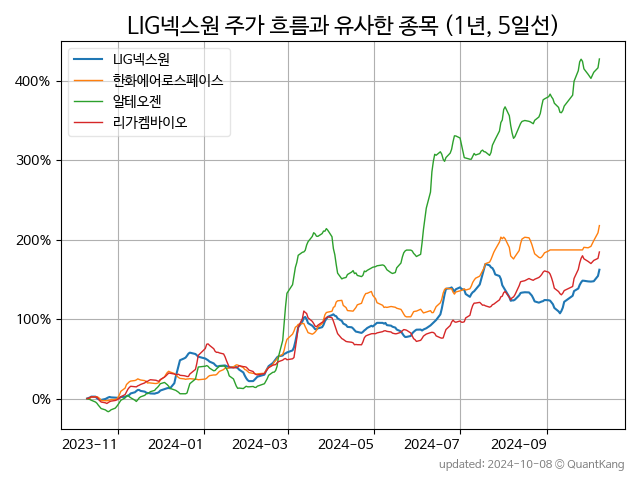 LIG넥스원 주가 흐름과 유사한 종목 (1년, 5일선)
LIG넥스원
한화에어로스페이스
알테오젠
리가켐바이오
400%
300%
200%
100%
0%
2023-11 2024-01 2024-03 2024-05 2024-07 2024-09
updated: 2024-10-08 © QuantKang